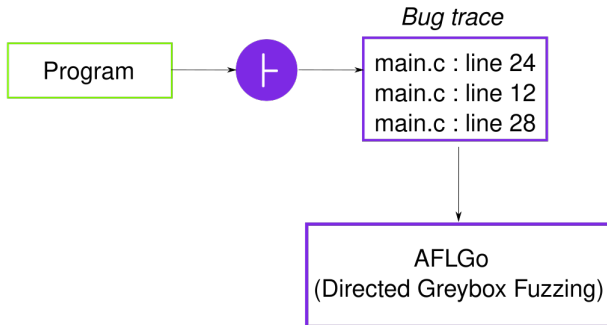 Bug trace
Program
⊢
main.c : line 24
main.c : line 12
main.c : line 28
AFLGo
(Directed Greybox Fuzzing)